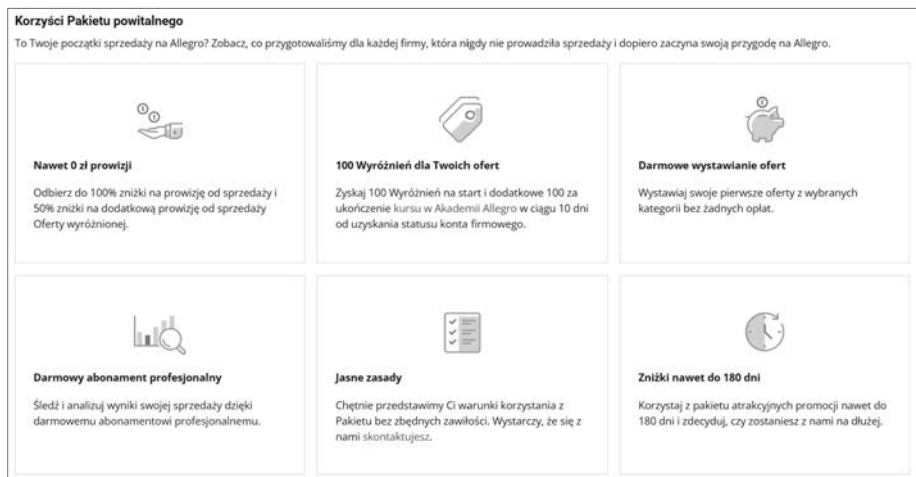 Korzyści Pakietu powitalnego
To Twoje początki sprzedaży na Allegro? Zobacz, co przygotowaliśmy dla każdej firmy, która nigdy nie prowadziła sprzedaży i dopiero zaczyna swoją przygodę na Allegro.
Nawet 0 zł prowizji
Odbierz do 100% zniżki na prowizję od sprzedaży i
50% zniżki na dodatkową prowizję od sprzedaży
Oferty wyróżnionej.
100 Wyróżnień dla Twoich ofert
Zyskaj 100 Wyróżnień na start i dodatkowe 100 za
ukończenie kursu w Akademii Allegro w ciągu 10 dni
od uzyskania statusu konta firmowego.
Darmowe wystawianie ofert
Wystawiaj swoje pierwsze oferty z wybranych
kategorii bez żadnych opłat.
Darmowy abonament profesjonalny
Śledź i analizuj wyniki swojej sprzedaży dzięki
darmowemu abonamentowi profesjonalnemu.
Jasne zasady
Chętnie przedstawimy Ci warunki korzystania z
Pakietu bez zbędnych zawiłości. Wystarczy, że się z
nami skontaktujesz.
Zniżki nawet do 180 dni
Korzystaj z pakietu atrakcyjnych promocji nawet do
180 dni i zdecyduj, czy zostaniesz z nami na dłużej.